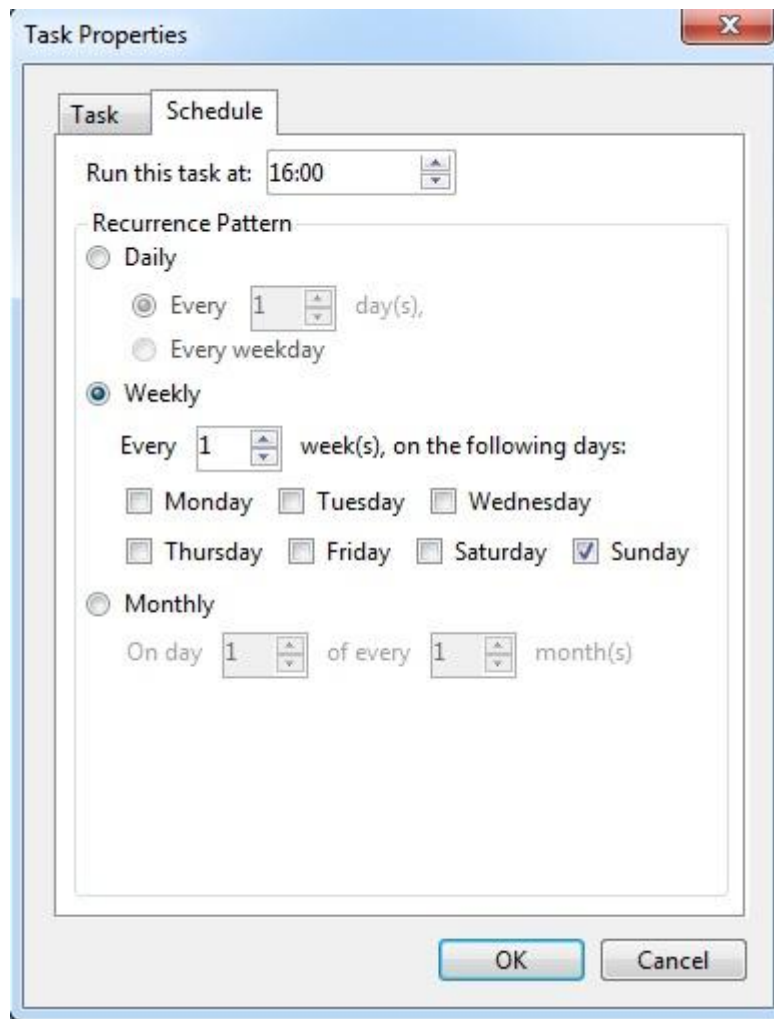 Task Properties
Task Schedule
Run this task at: 16:00
Recurrence Pattern
Daily
Every 1 day(s),
Every weekday
Weekly
Every 1 week(s), on the following days:
Monday Tuesday Wednesday
Thursday Friday Saturday Sunday
Monthly
On day 1 of every 1 month(s)
OK Cancel